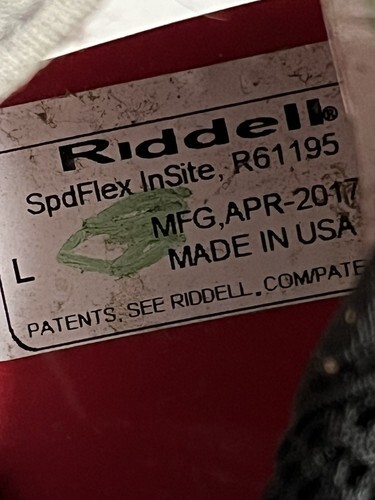 Riddell®
SpdFlex InSite, R61195
MFG,APR-2017
L MADE IN USA
PATENTS, SEE RIDDELL.COM/PATE